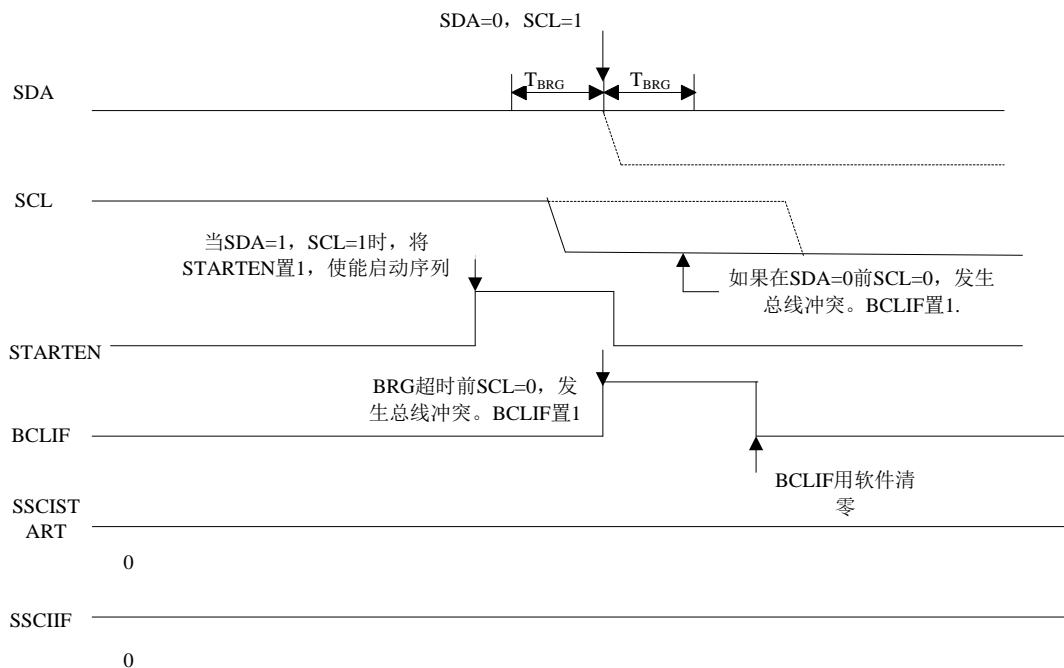 SDA=0，SCL=1
SDA
TBRG
TBRG
SCL
当SDA=1，SCL=1时，将
STARTEN置1，使能启动序列
如果在SDA=0前SCL=0，发生
总线冲突。BCLIF置1.
STARTEN
BRG超时前SCL=0，发
生总线冲突。BCLIF置1
BCLIF
BCLIF用软件清
零
SSCIST
ART
0
SSCIIF
0